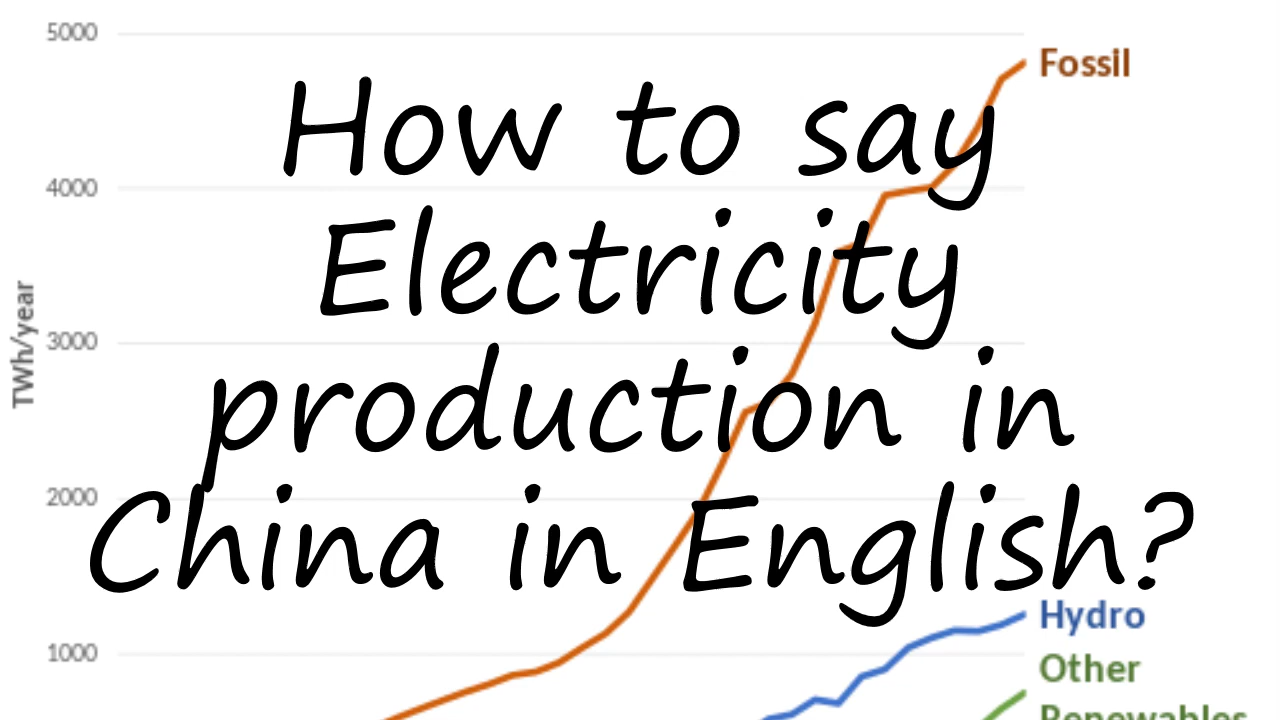 5000
Fossil
How to say
4000
Electricity
TWh/year
3000
production in
2000
China in English?
Hydro
1000
Other
Renewables